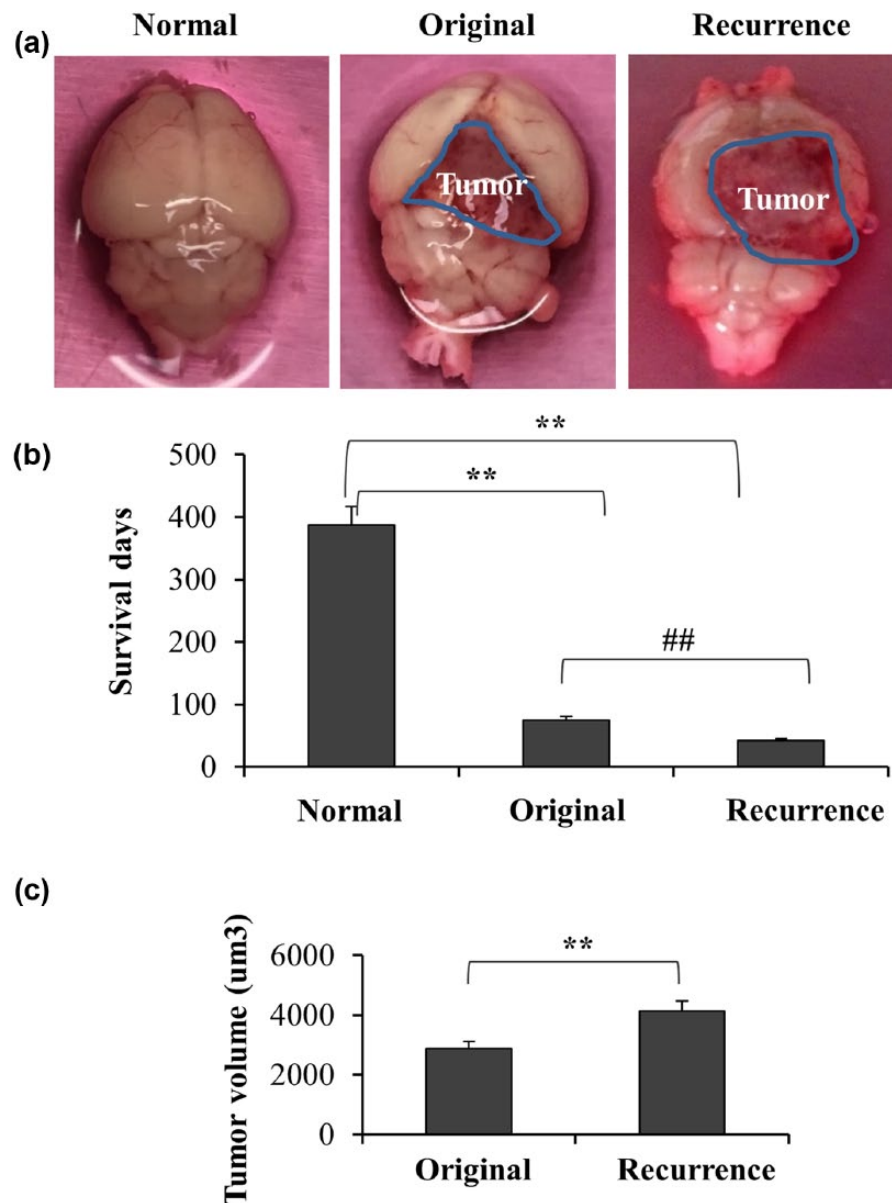 (a)
Normal Original Recurrence
Tumor Tumor
(b)
**
**
##
Survival days
500
400
300
200
100
0
Normal Original Recurrence
(c)
**
Tumor volume (um3)
6000
4000
2000
0
Original Recurrence